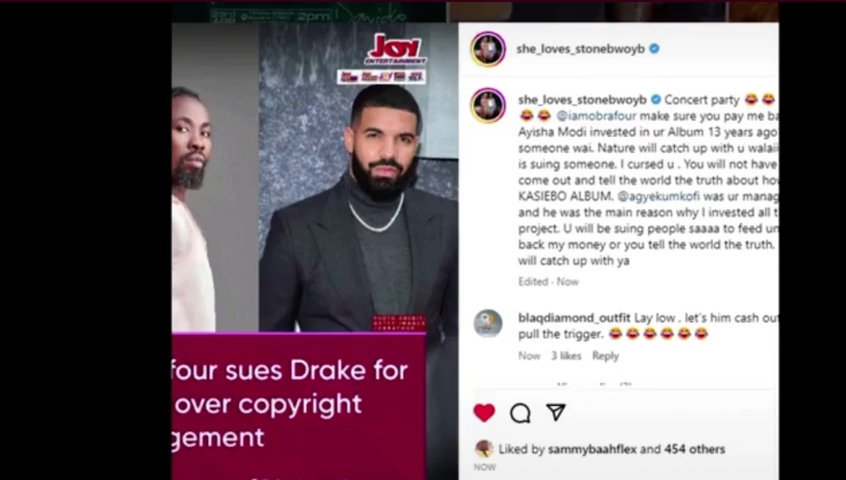 2pm
Davido
JOY
ENTERTAINMENT
four sues Drake for
over copyright
gement
she_loves_stonebwoyb
she_loves_stonebwoyb Concert party 😂 😂
😂 😂 @iamobrafour make sure you pay me ba
Ayisha Modi invested in ur Album 13 years ago
someone wai. Nature will catch up with u walaii
is suing someone. I cursed u . You will not have
come out and tell the world the truth about ho
KASIEBO ALBUM. @agyekumkofi was ur manag
and he was the main reason why I invested all t
project. U will be suing people saaaa to feed un
back my money or you tell the world the truth.
will catch up with ya
Edited · Now
blaqdiamond_outfit Lay low . let's him cash out
pull the trigger. 😂 😂 😂 😂 😂 😂
Now 3 likes Reply
Liked by sammybaahflex and 454 others
NOW